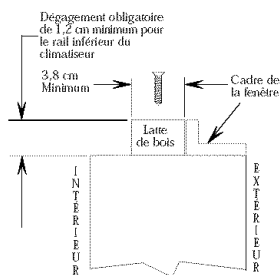 Dégagement obligatoire
de 1,2 cm minimum pour
le rail inférieur du
climatiseur
3,8 cm
Minimum
Cadre de
la fenêtre
Latte
de bois
INTÉRIEUR
EXTÉRIEUR